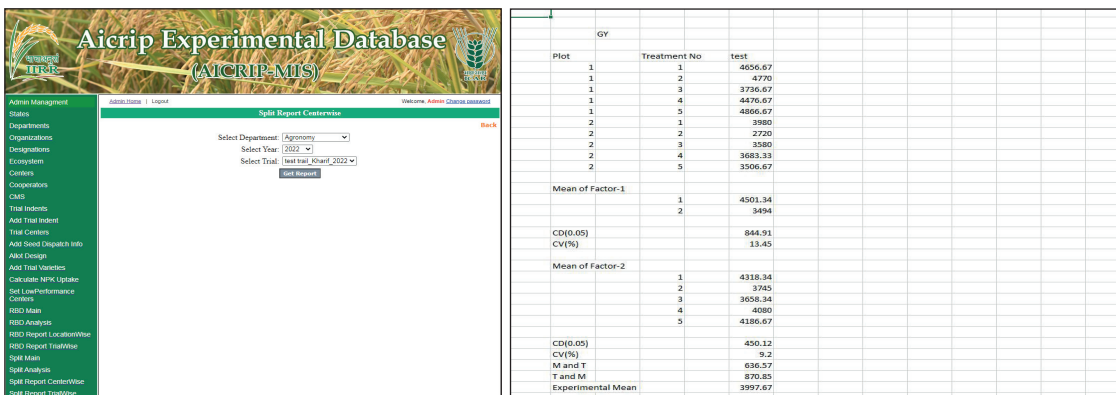 Aicrip Experimental Database
(AICRIP-MIS)
IIRR
Admin Managment
States
Departments
Organizations
Designations
Ecosystem
Centers
Cooperators
CMS
Trial Indents
Add Trial Indent
Trial Centers
Add Seed Dispatch Info
Allot Design
Add Trial Varieties
Calculate NPK Uptake
Set LowPerformance
Centers
RBD Main
RBD Analysis
RBD Report LocationWise
RBD Report TrialWise
Split Main
Split Analysis
Split Report CenterWise
Split Report TrialWise
Admin Home | Logout
Welcome, Admin Change password
Split Report Centerwise
Back
Select Department: Agronomy
Select Year: 2022
Select Trial: test trail_Kharif_2022
Get Report
GY
Plot Treatment No test
1 1 4656.67
1 2 4770
1 3 3736.67
1 4 4476.67
1 5 4866.67
2 1 3980
2 2 2720
2 3 3580
2 4 3683.33
2 5 3506.67
Mean of Factor-1
1 4501.34
2 3494
CD(0.05) 844.91
CV(%) 13.45
Mean of Factor-2
1 4318.34
2 3745
3 3658.34
4 4080
5 4186.67
CD(0.05) 450.12
CV(%) 9.2
M and T 636.57
T and M 870.85
Experimental Mean 3997.67